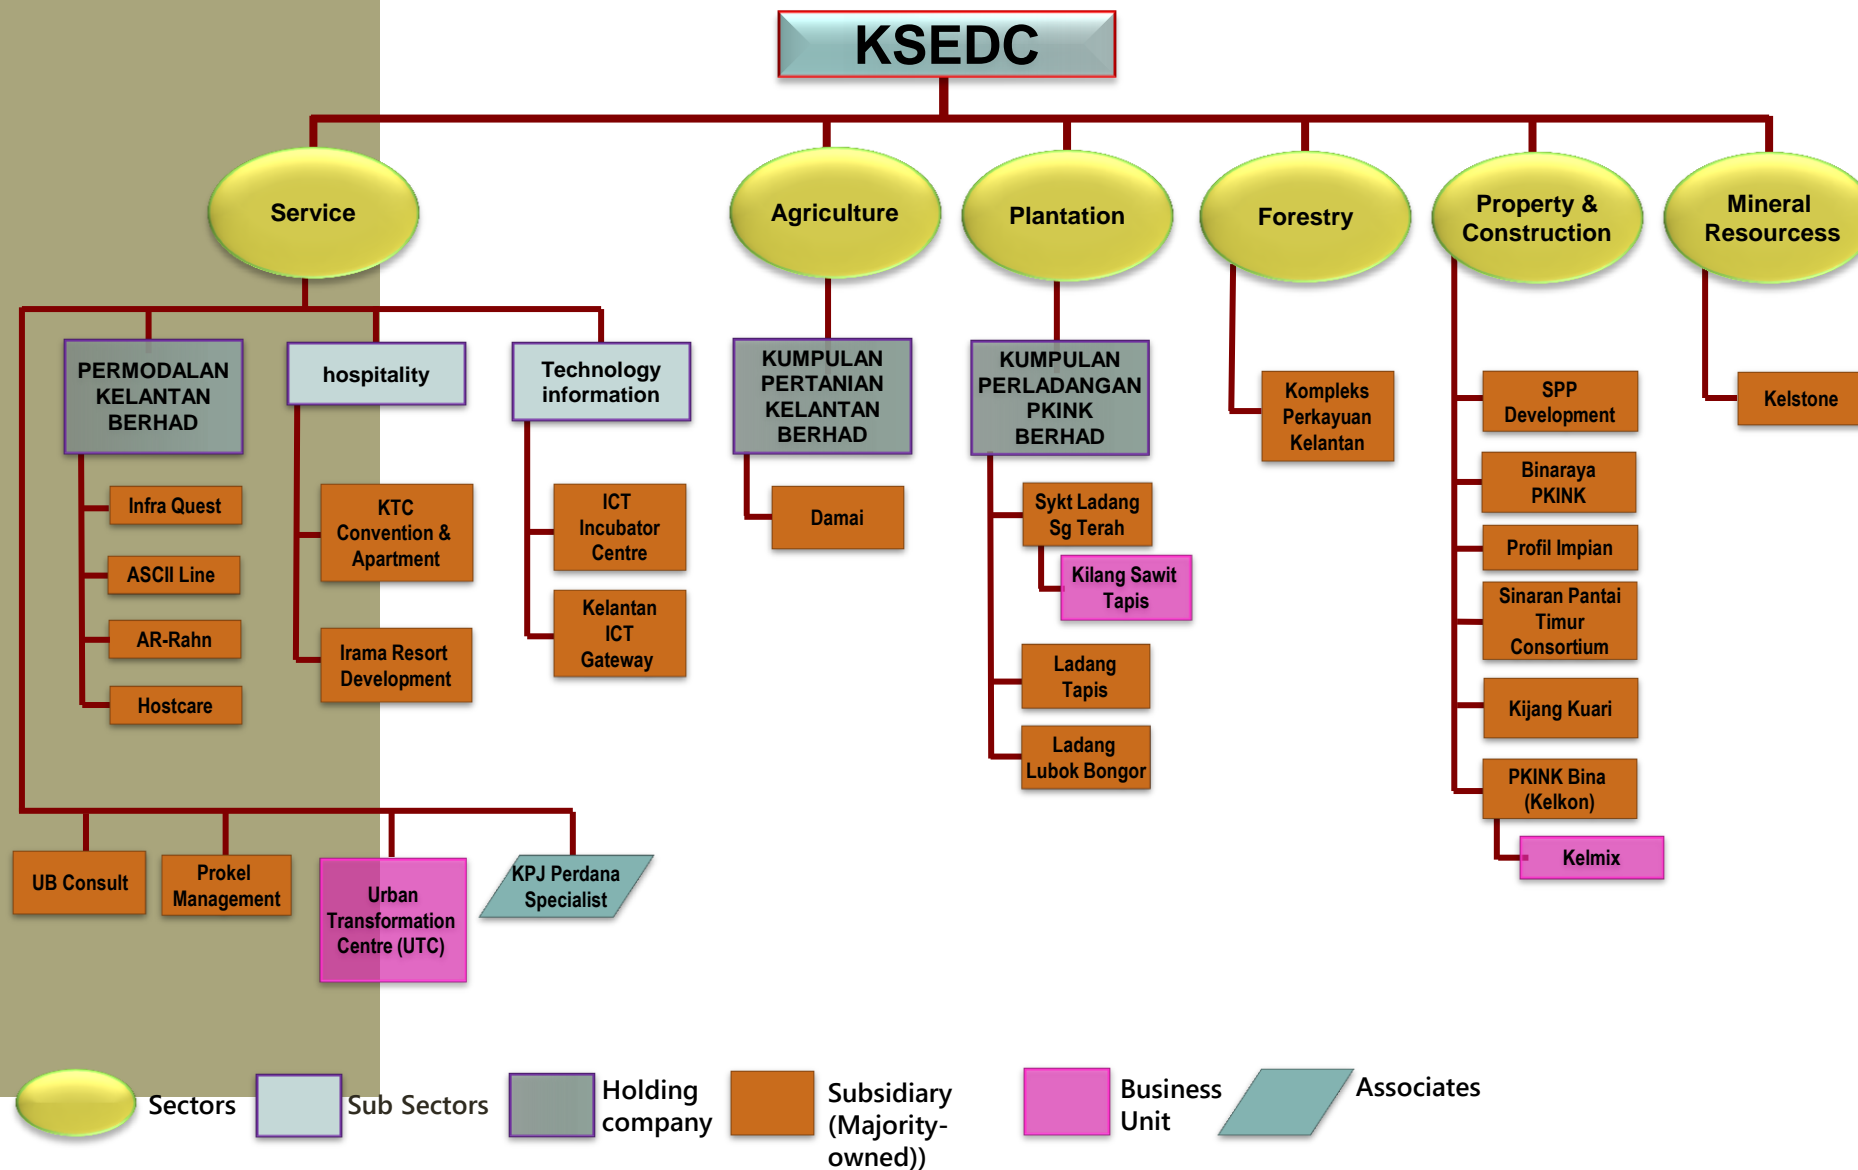 KSEDC
Service
Agriculture
Plantation
Forestry
Property &
Construction
Mineral
Resourcess
PERMODALAN
KELANTAN
BERHAD
hospitality
Technology
information
KUMPULAN
PERTANIAN
KELANTAN
BERHAD
KUMPULAN
PERLADANGAN
PKINK
BERHAD
Infra Quest
ASCII Line
AR-Rahn
Hostcare
KTC
Convention &
Apartment
Irama Resort
Development
ICT
Incubator
Centre
Kelantan
ICT
Gateway
Damai
Sykt Ladang
Sg Terah
Kilang Sawit
Tapis
Ladang
Tapis
Ladang
Lubok Bongor
Kompleks
Perkayuan
Kelantan
SPP
Development
Binaraya
PKINK
Profil Impian
Sinaran Pantai
Timur
Consortium
Kijang Kuari
PKINK Bina
(Kelkon)
Kelmix
Kelstone
UB Consult
Prokel
Management
Urban
Transformation
Centre (UTC)
KPJ Perdana
Specialist
Sectors
Sub Sectors
Holding
company
Subsidiary
(Majority-
owned))
Business
Unit
Associates